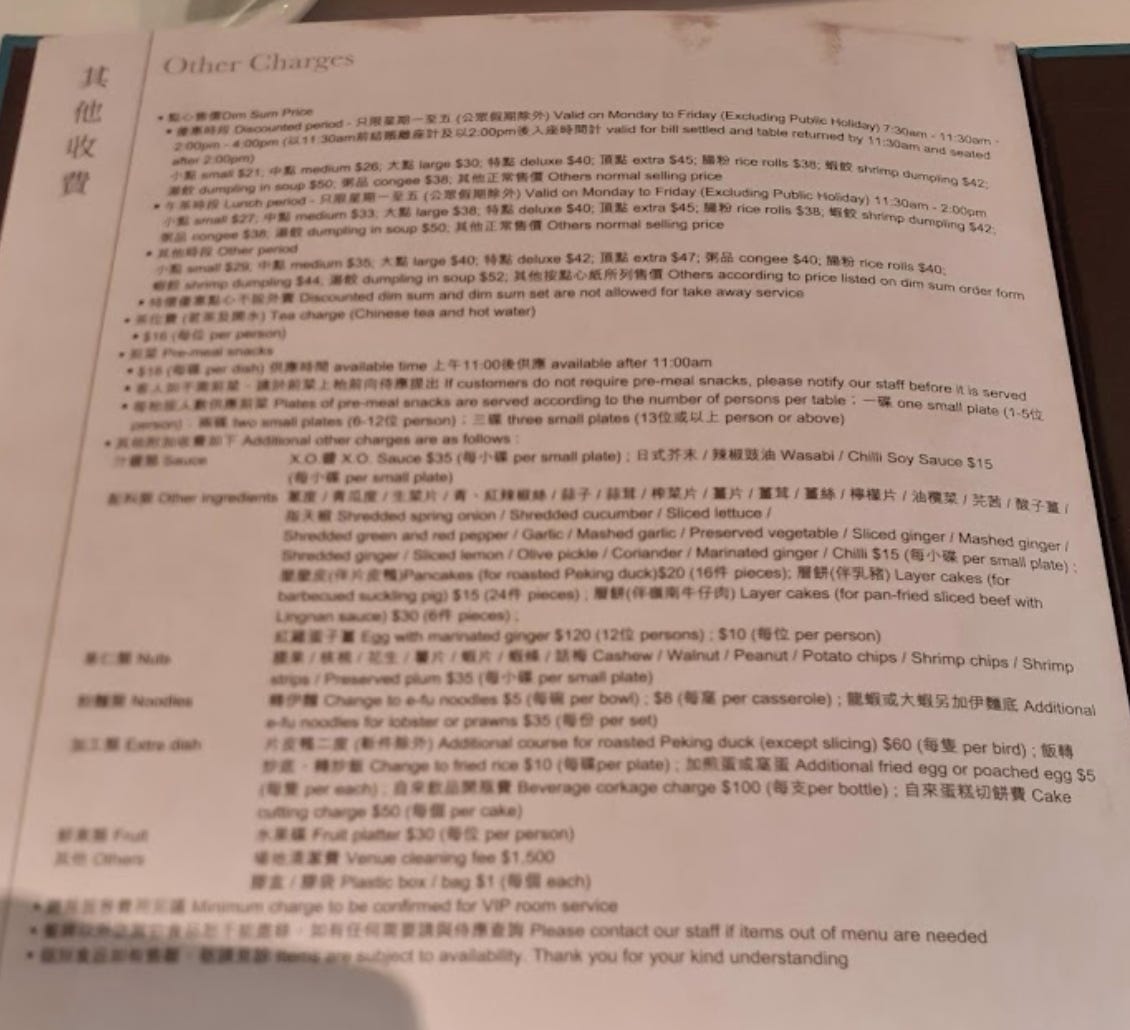 其他收費
Other Charges
• 點心售價Dim Sum Price
• 優惠時段 Discounted period - 只限星期一至五 (公眾假期除外) Valid on Monday to Friday (Excluding Public Holiday) 7:30am - 11:30am ·
2:00pm - 4:00pm (以11:30am前結賬離座計及以2:00pm後入座時間計 valid for bill settled and table returned by 11:30am and seated
after 2:00pm)
小點 small $21; 中點 medium $26; 大點 large $30; 特點 deluxe $40; 頂點 extra $45; 腸粉 rice rolls $38; 蝦餃 shrimp dumpling $42;
湯餃 dumpling in soup $50; 粥品 congee $38; 其他正常售價 Others normal selling price
• 午茶時段 Lunch period - 只限星期一至五 (公眾假期除外) Valid on Monday to Friday (Excluding Public Holiday) 11:30am - 2:00pm
小點 small $27; 中點 medium $33; 大點 large $38; 特點 deluxe $40; 頂點 extra $45; 腸粉 rice rolls $38; 蝦餃 shrimp dumpling $42;
粥品 congee $38; 湯餃 dumpling in soup $50; 其他正常售價 Others normal selling price
• 其他時段 Other period
小點 small $29; 中點 medium $35; 大點 large $40; 特點 deluxe $42; 頂點 extra $47; 粥品 congee $40; 腸粉 rice rolls $40;
蝦餃 shrimp dumpling $44; 湯餃 dumpling in soup $52; 其他按點心紙所列售價 Others according to price listed on dim sum order form
• 特價優惠點心不設外賣 Discounted dim sum and dim sum set are not allowed for take away service
• 茶位費 (茗茶及開水) Tea charge (Chinese tea and hot water)
• $16 (每位 per person)
• 前菜 Pre-meal snacks
• $18 (每碟 per dish) 供應時間 available time 上午11:00後供應 available after 11:00am
• 客人如不需前菜，請於前菜上枱前向侍應提出 If customers do not require pre-meal snacks, please notify our staff before it is served
• 每枱按人數供應前菜 Plates of pre-meal snacks are served according to the number of persons per table：一碟 one small plate (1-5位
person)；兩碟 two small plates (6-12位 person)；三碟 three small plates (13位或以上 person or above)
• 其他附加收費如下 Additional other charges are as follows：
汁醬類 Sauce X.O.醬 X.O. Sauce $35 (每小碟 per small plate)；日式芥末 / 辣椒豉油 Wasabi / Chilli Soy Sauce $15
(每小碟 per small plate)
配料類 Other ingredients 薑度 / 青瓜度 / 生菜片 / 青、紅辣椒絲 / 蒜子 / 蒜茸 / 榨菜片 / 薑片 / 薑茸 / 薑絲 / 檸檬片 / 油欖菜 / 芫茜 / 酸子薑 /
指天椒 Shredded spring onion / Shredded cucumber / Sliced lettuce /
Shredded green and red pepper / Garlic / Mashed garlic / Preserved vegetable / Sliced ginger / Mashed ginger /
Shredded ginger / Sliced lemon / Olive pickle / Coriander / Marinated ginger / Chilli $15 (每小碟 per small plate)；
(伴片皮鴨)Pancakes (for roasted Peking duck)$20 (16件 pieces); 層餅(伴乳豬) Layer cakes (for
barbecued suckling pig) $15 (24件 pieces)；層餅(伴嶺南牛仔肉) Layer cakes (for pan-fried sliced beef with
Lingnan sauce) $30 (6件 pieces)；
紅雞蛋子薑 Egg with marinated ginger $120 (12位 persons)；$10 (每位 per person)
果仁類 Nuts 腰果 / 核桃 / 花生 / 薯片 / 蝦片 / 蝦條 / 話梅 Cashew / Walnut / Peanut / Potato chips / Shrimp chips / Shrimp
strips / Preserved plum $35 (每小碟 per small plate)
粉麵類 Noodles 轉伊麵 Change to e-fu noodles $5 (每碗 per bowl)；$8 (每窩 per casserole)；龍蝦或大蝦另加伊麵底 Additional
e-fu noodles for lobster or prawns $35 (每份 per set)
加工類 Extra dish 片皮鴨二度 (斬件除外) Additional course for roasted Peking duck (except slicing) $60 (每隻 per bird)；飯轉
炒底、轉炒飯 Change to fried rice $10 (每碟per plate)；加煎蛋或窩蛋 Additional fried egg or poached egg $5
(每隻 per each)；自來飲品開瓶費 Beverage corkage charge $100 (每支per bottle)；自來蛋糕切餅費 Cake
cutting charge $50 (每個 per cake)
鮮果類 Fruit 水果碟 Fruit platter $30 (每位 per person)
其他 Others 場地清潔費 Venue cleaning fee $1,500
膠盒 / 膠袋 Plastic box / bag $1 (每個 each)
• Minimum charge to be confirmed for VIP room service
• 如有任何需要請與侍應查詢 Please contact our staff if items out of menu are needed
• Items are subject to availability. Thank you for your kind understanding